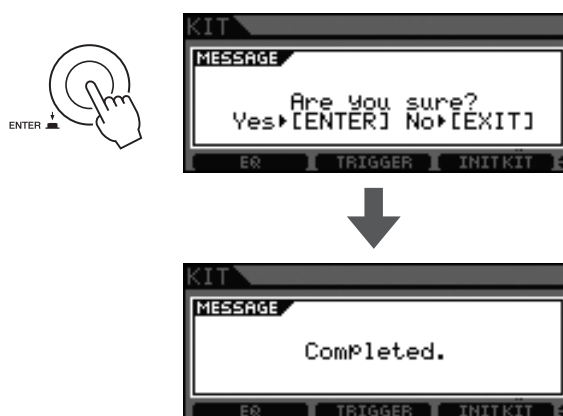 KIT
MESSAGE
Are you sure?
Yes▸[ENTER] No▸[EXIT]
EQ TRIGGER INITKIT
ENTER
KIT
MESSAGE
Completed.
EQ TRIGGER INITKIT